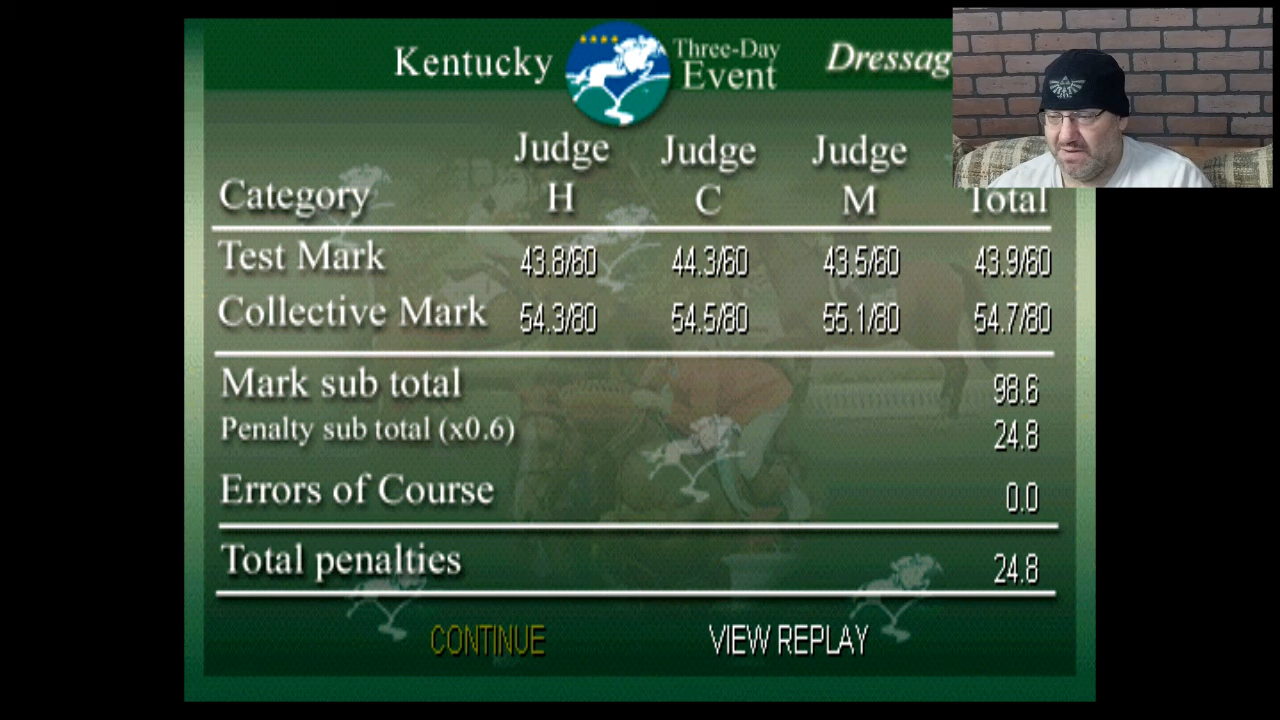 Kentucky Three-Day Event Dressag
Judge H Judge C Judge M
Category Total
Test Mark 43.8/60 44.3/60 43.5/60 43.9/60
Collective Mark 54.3/80 54.5/80 55.1/80 54.7/80
Mark sub total 98.6
Penalty sub total (x0.6) 24.8
Errors of Course 0.0
Total penalties 24.8
CONTINUE VIEW REPLAY